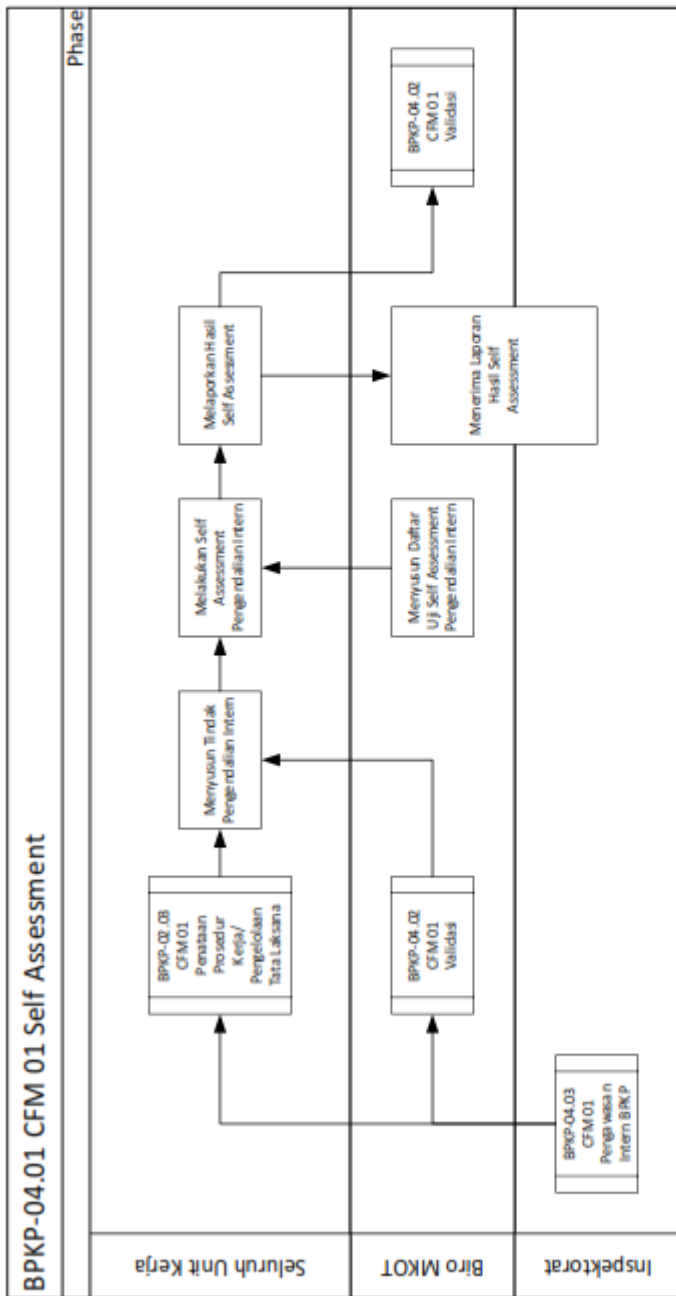 BPKP-04.01 CFM 01 Self Assessment
Phase
Seluruh Unit Kerja
BPKP-02.03
CFM 01
Penataan
Prosedur
Kerja/
Pengelolaan
Tata Laksana
Menyusun Tindak
Pengendalian Intern
Melakukan Self
Assessment
Pengendalian Intern
Melaporkan Hasil
Self Assessment
Biro MKOT
BPKP-04.02
CFM 01
Validasi
Menyusun Daftar
Uji Self Assessment
Pengendalian Intern
Menerima Laporan
Hasil Self
Assessment
BPKP-04.02
CFM 01
Validasi
Inspektorat
BPKP-04.03
CFM 01
Pengawasan
Intern BPKP